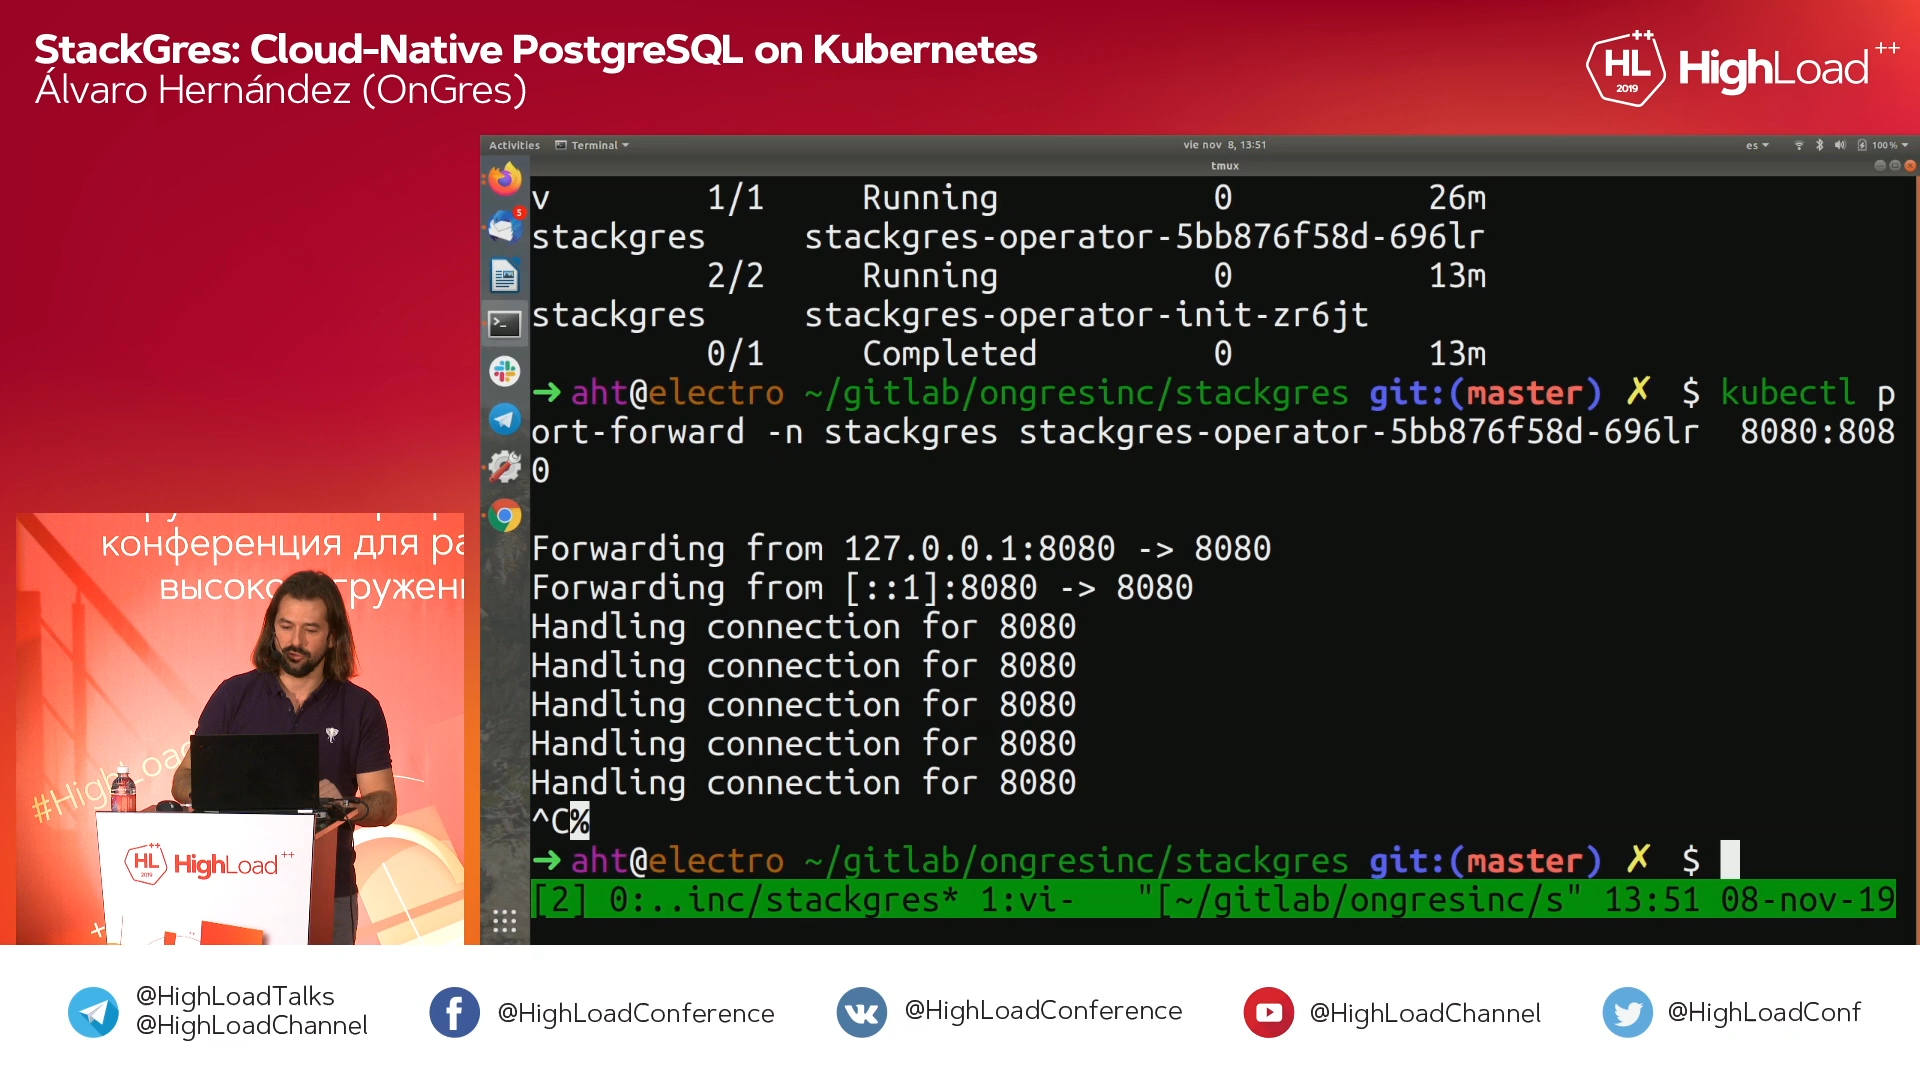 StackGres: Cloud-Native PostgreSQL on Kubernetes
Álvaro Hernández (OnGres)
HL
2019
HighLoad++
Activities Terminal vie nov 8, 13:51 es 100%
tmux
v 1/1 Running 0 26m
stackgres stackgres-operator-5bb876f58d-696lr
2/2 Running 0 13m
stackgres stackgres-operator-init-zr6jt
0/1 Completed 0 13m
➜ aht@electro ~/gitlab/ongresinc/stackgres git:(master) ✗ $ kubectl p
ort-forward -n stackgres stackgres-operator-5bb876f58d-696lr 8080:808
0
Forwarding from 127.0.0.1:8080 -> 8080
Forwarding from [::1]:8080 -> 8080
Handling connection for 8080
Handling connection for 8080
Handling connection for 8080
Handling connection for 8080
Handling connection for 8080
^C%
➜ aht@electro ~/gitlab/ongresinc/stackgres git:(master) ✗ $
[2] 0:..inc/stackgres* 1:vi- "[~/gitlab/ongresinc/s" 13:51 08-nov-19
5
конференция для
#HighLoad
HL
2019
HighLoad++
@HighLoadTalks
@HighLoadChannel
@HighLoadConference
@HighLoadConference
@HighLoadChannel
@HighLoadConf